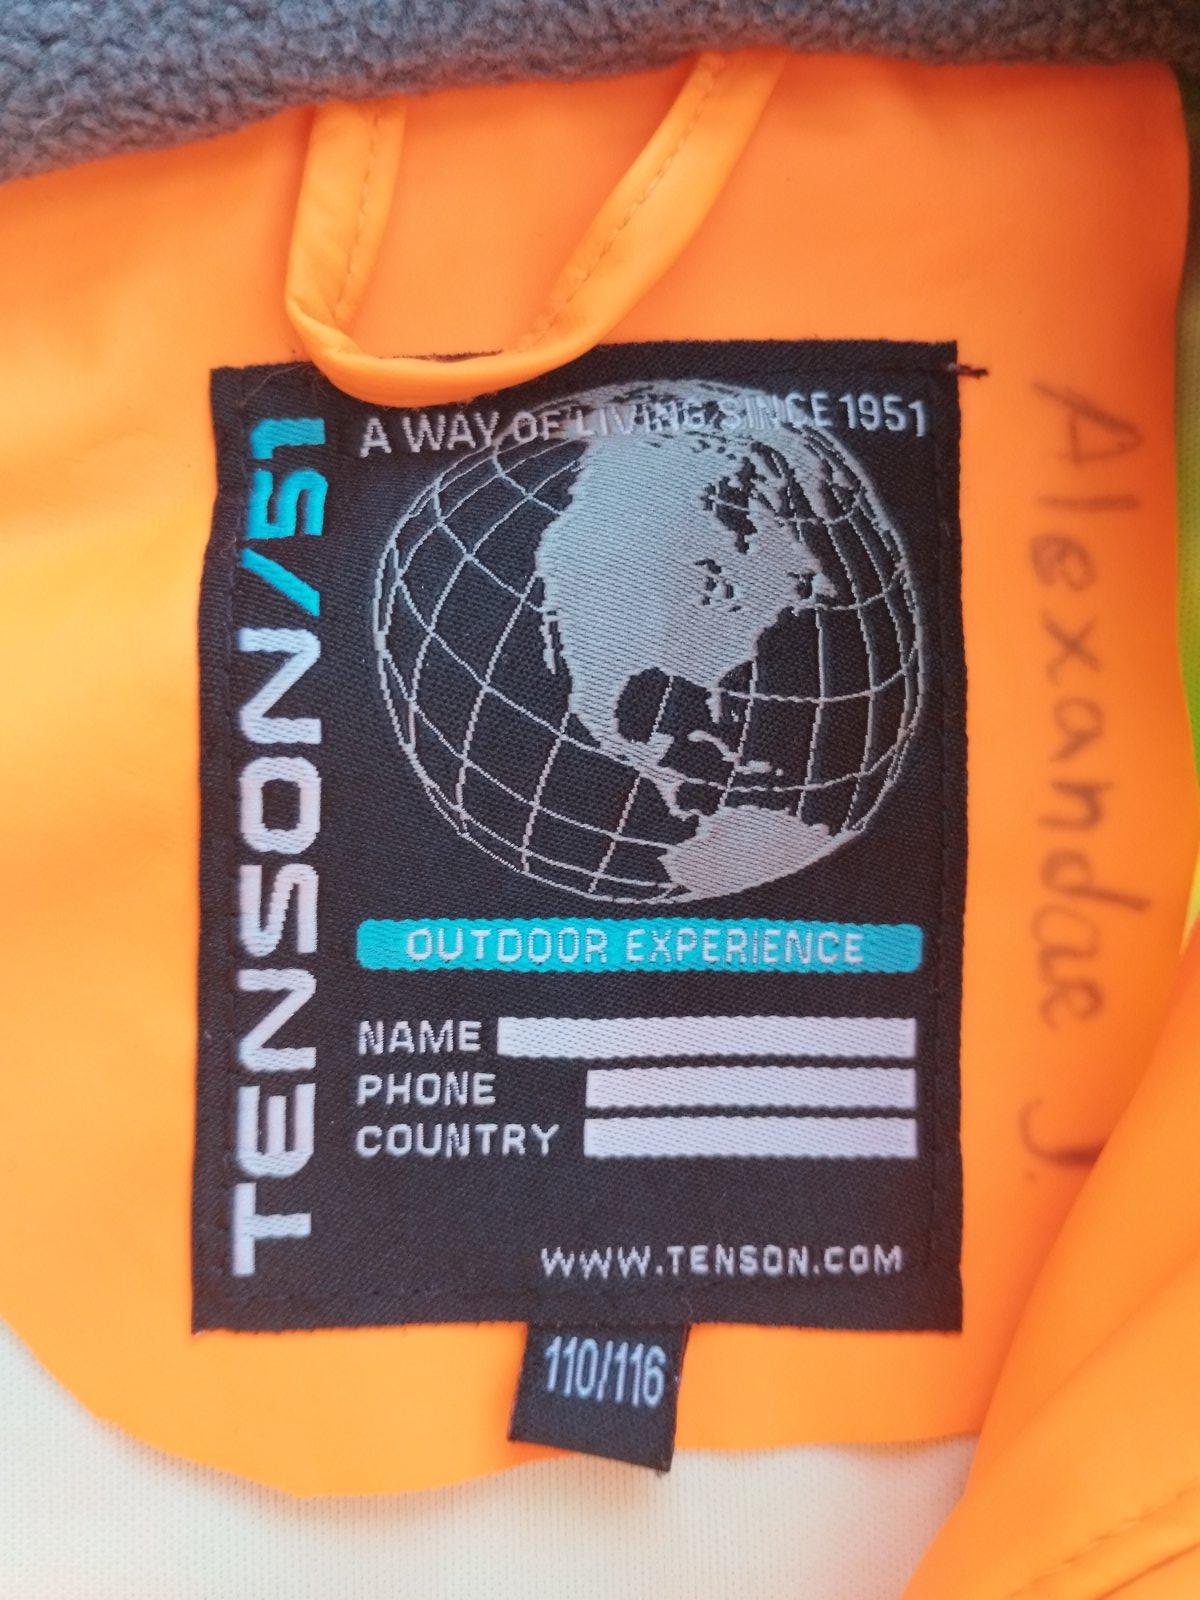 TENSON/51
A WAY OF LIVING SINCE 1951
OUTDOOR EXPERIENCE
NAME
PHONE
COUNTRY
WWW.TENSON.COM
110/116
Alexandae J.